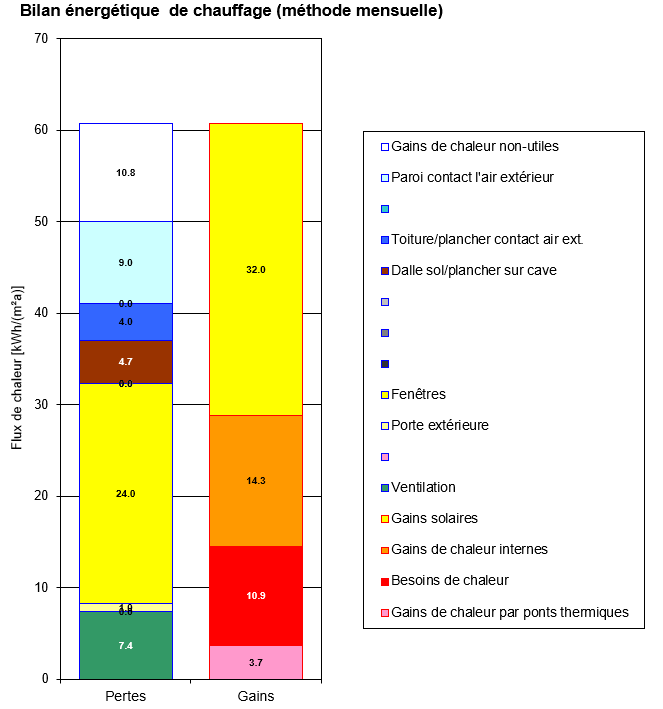 Bilan énergétique  de chauffage (méthode mensuelle)
70
60
50
40
30
20
10
0
Flux de chaleur [kWh/(m²a)]
10.8
9.0
0.0
4.0
4.7
0.0
24.0
1.0
0.0
7.4
32.0
14.3
10.9
3.7
Pertes
Gains
Gains de chaleur non-utiles
Paroi contact l'air extérieur
Toiture/plancher contact air ext.
Dalle sol/plancher sur cave
Fenêtres
Porte extérieure
Ventilation
Gains solaires
Gains de chaleur internes
Besoins de chaleur
Gains de chaleur par ponts thermiques